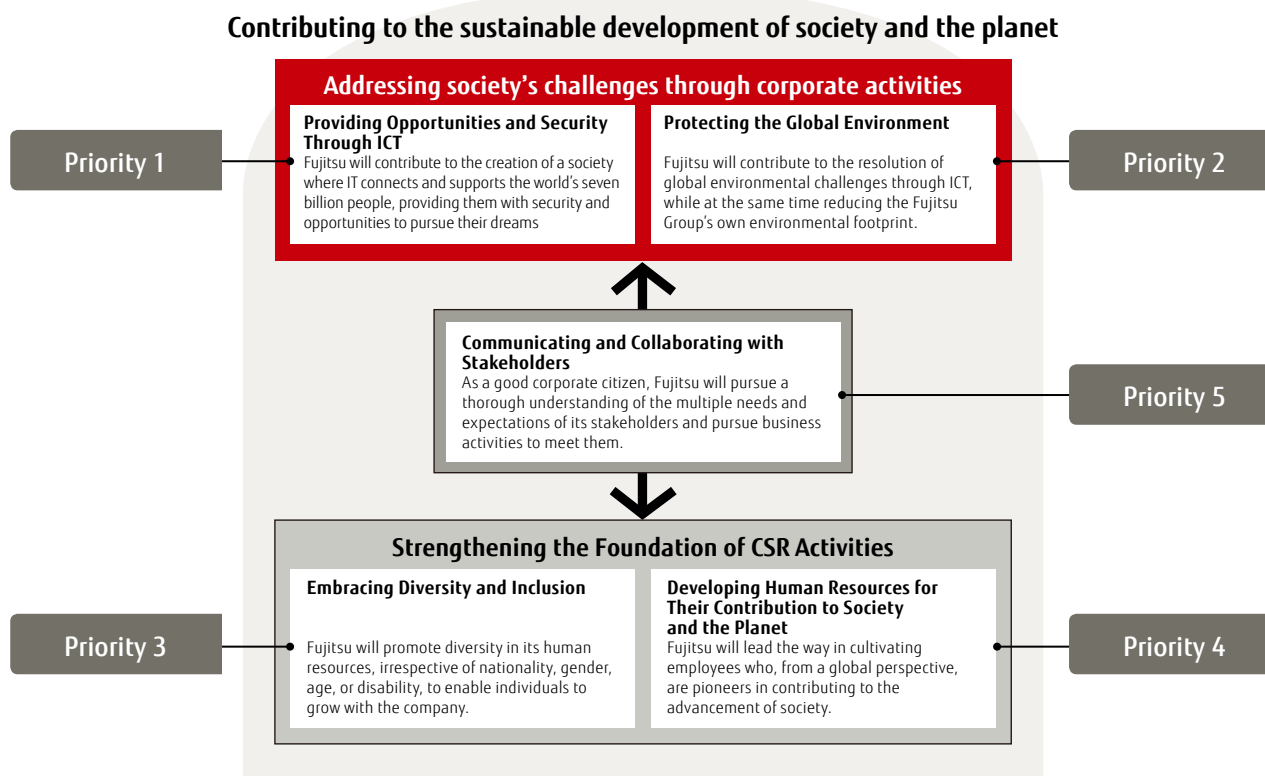 Contributing to the sustainable development of society and the planet
Addressing society's challenges through corporate activities
Priority 1
Providing Opportunities and Security
Through ICT
Fujitsu will contribute to the creation of a society
where IT connects and supports the world's seven
billion people, providing them with security and
opportunities to pursue their dreams
Protecting the Global Environment
Fujitsu will contribute to the resolution of
global environmental challenges through ICT,
while at the same time reducing the Fujitsu
Group's own environmental footprint.
Priority 2
Communicating and Collaborating with
Stakeholders
As a good corporate citizen, Fujitsu will pursue a
thorough understanding of the multiple needs and
expectations of its stakeholders and pursue business
activities to meet them.
Priority 5
Strengthening the Foundation of CSR Activities
Priority 3
Embracing Diversity and Inclusion
Fujitsu will promote diversity in its human
resources, irrespective of nationality, gender,
age, or disability, to enable individuals to
grow with the company.
Developing Human Resources for
Their Contribution to Society
and the Planet
Fujitsu will lead the way in cultivating
employees who, from a global perspective,
are pioneers in contributing to the
advancement of society.
Priority 4